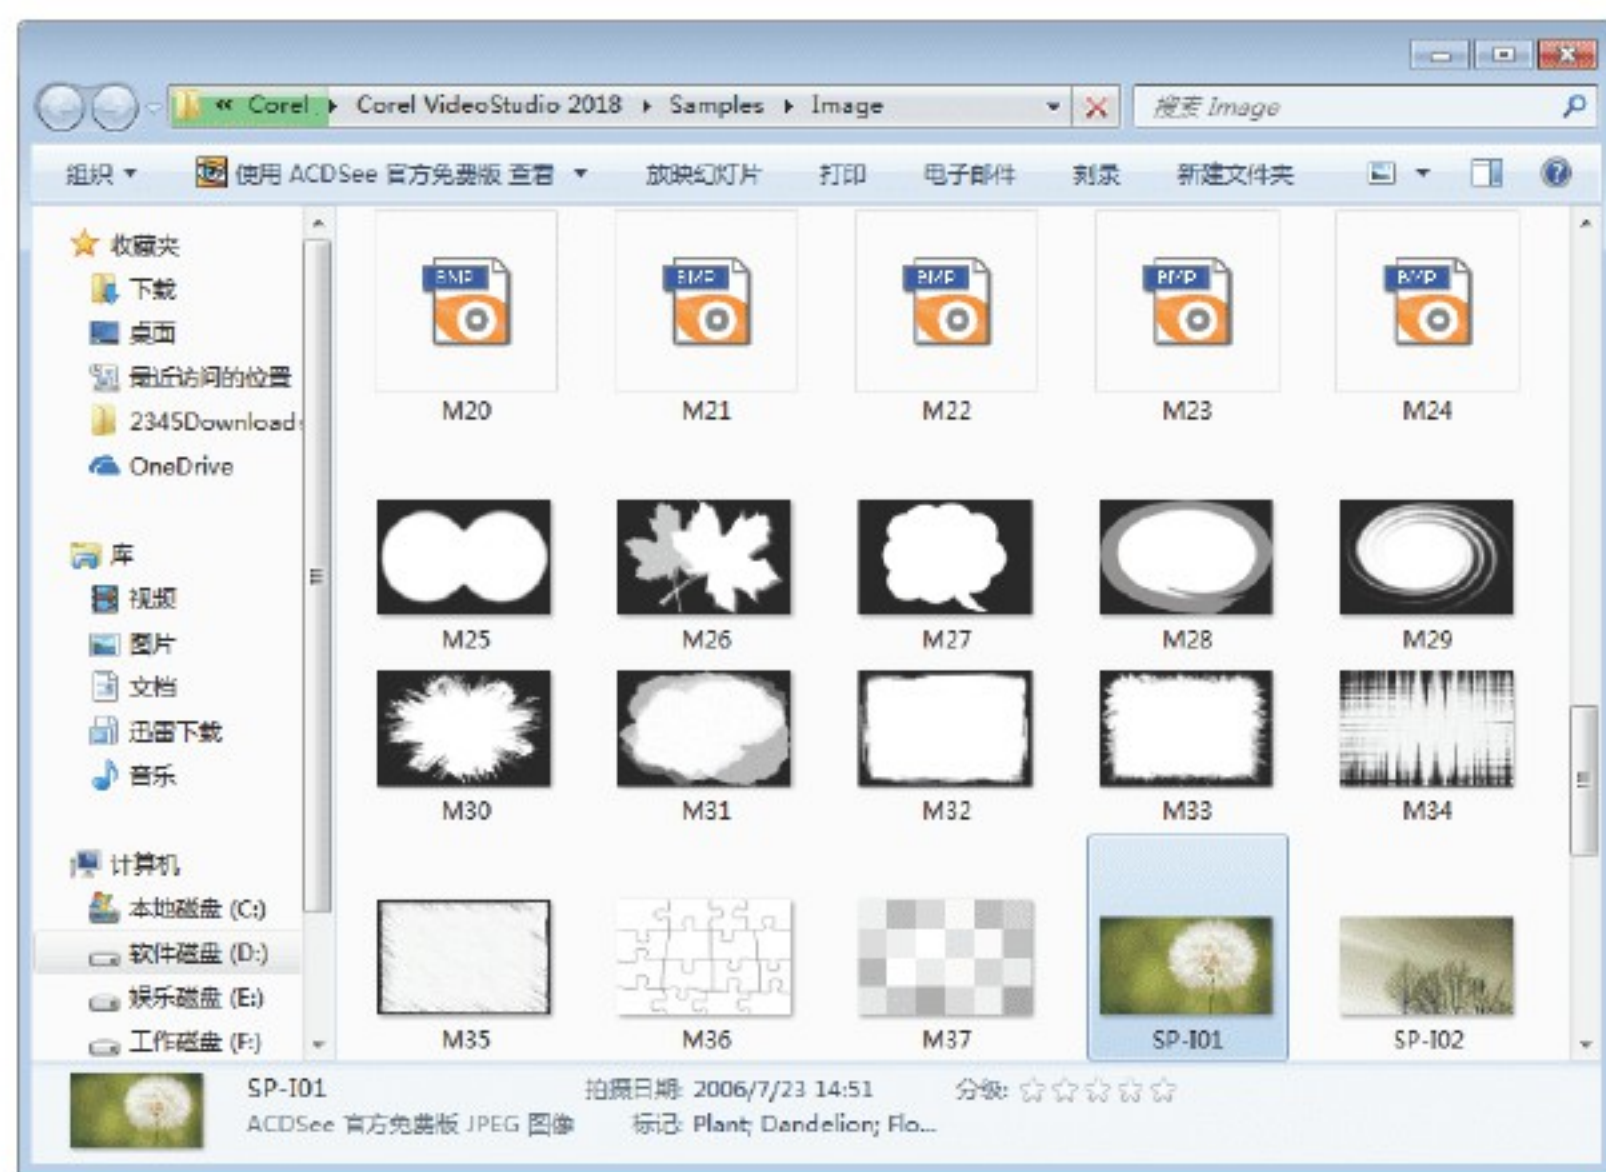 « Corel ▸ Corel VideoStudio 2018 ▸ Samples ▸ Image
搜索 Image
组织 使用 ACDSee 官方免费版 查看 放映幻灯片 打印 电子邮件 刻录 新建文件夹
收藏夹
下载
桌面
最近访问的位置
2345Downloads
OneDrive
库
视频
图片
文档
迅雷下载
音乐
计算机
本地磁盘 (C:)
软件磁盘 (D:)
娱乐磁盘 (E:)
工作磁盘 (F:)
BMP BMP BMP BMP BMP
M20 M21 M22 M23 M24
M25 M26 M27 M28 M29
M30 M31 M32 M33 M34
M35 M36 M37 SP-I01 SP-I02
SP-I01 拍摄日期: 2006/7/23 14:51 分级:
ACDSee 官方免费版 JPEG 图像 标记: Plant; Dandelion; Flo...